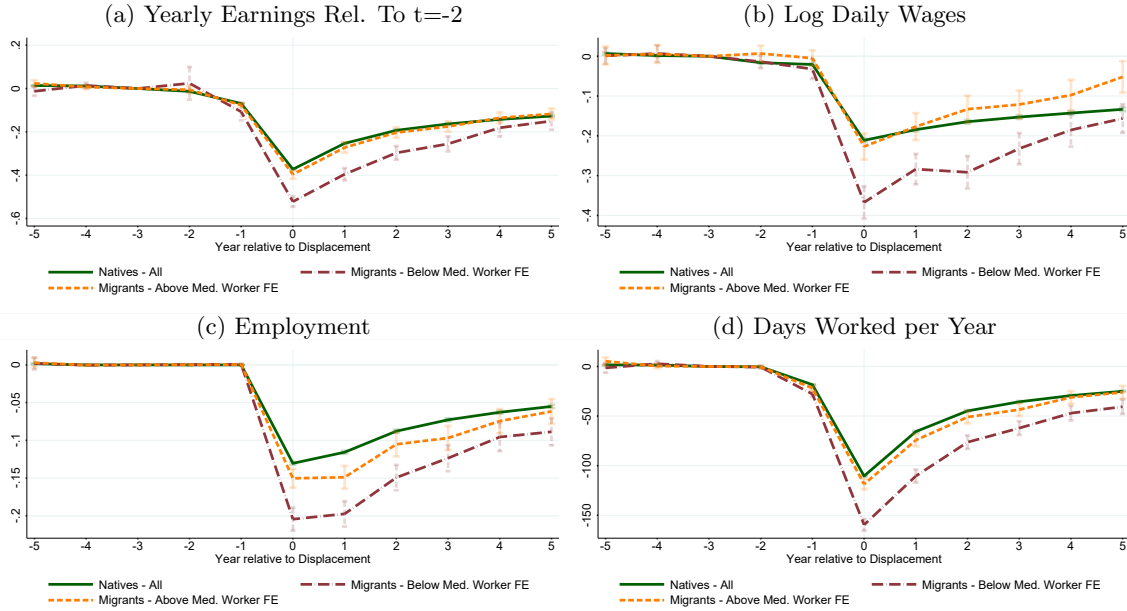 (a) Yearly Earnings Rel. To t=-2
.2
0
-.2
-.4
-.6
-5 -4 -3 -2 -1 0 1 2 3 4 5
Year relative to Displacement
Natives - All
Migrants - Below Med. Worker FE
Migrants - Above Med. Worker FE
(b) Log Daily Wages
0
-.1
-.2
-.3
-.4
-5 -4 -3 -2 -1 0 1 2 3 4 5
Year relative to Displacement
Natives - All
Migrants - Below Med. Worker FE
Migrants - Above Med. Worker FE
(c) Employment
0
-.05
-.1
-.15
-.2
-5 -4 -3 -2 -1 0 1 2 3 4 5
Year relative to Displacement
Natives - All
Migrants - Below Med. Worker FE
Migrants - Above Med. Worker FE
(d) Days Worked per Year
0
-50
-100
-150
-5 -4 -3 -2 -1 0 1 2 3 4 5
Year relative to Displacement
Natives - All
Migrants - Below Med. Worker FE
Migrants - Above Med. Worker FE